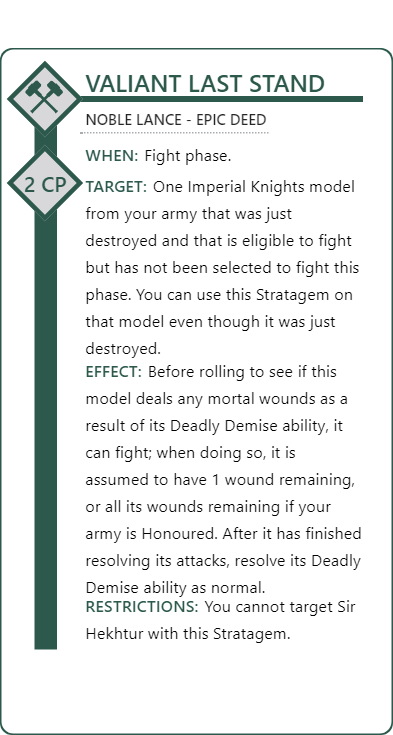 VALIANT LAST STAND
NOBLE LANCE - EPIC DEED
WHEN: Fight phase.
2 CP
TARGET: One Imperial Knights model
from your army that was just
destroyed and that is eligible to fight
but has not been selected to fight this
phase. You can use this Stratagem on
that model even though it was just
destroyed.
EFFECT: Before rolling to see if this
model deals any mortal wounds as a
result of its Deadly Demise ability, it
can fight; when doing so, it is
assumed to have 1 wound remaining,
or all its wounds remaining if your
army is Honoured. After it has finished
resolving its attacks, resolve its Deadly
Demise ability as normal.
RESTRICTIONS: You cannot target Sir
Hekhtur with this Stratagem.